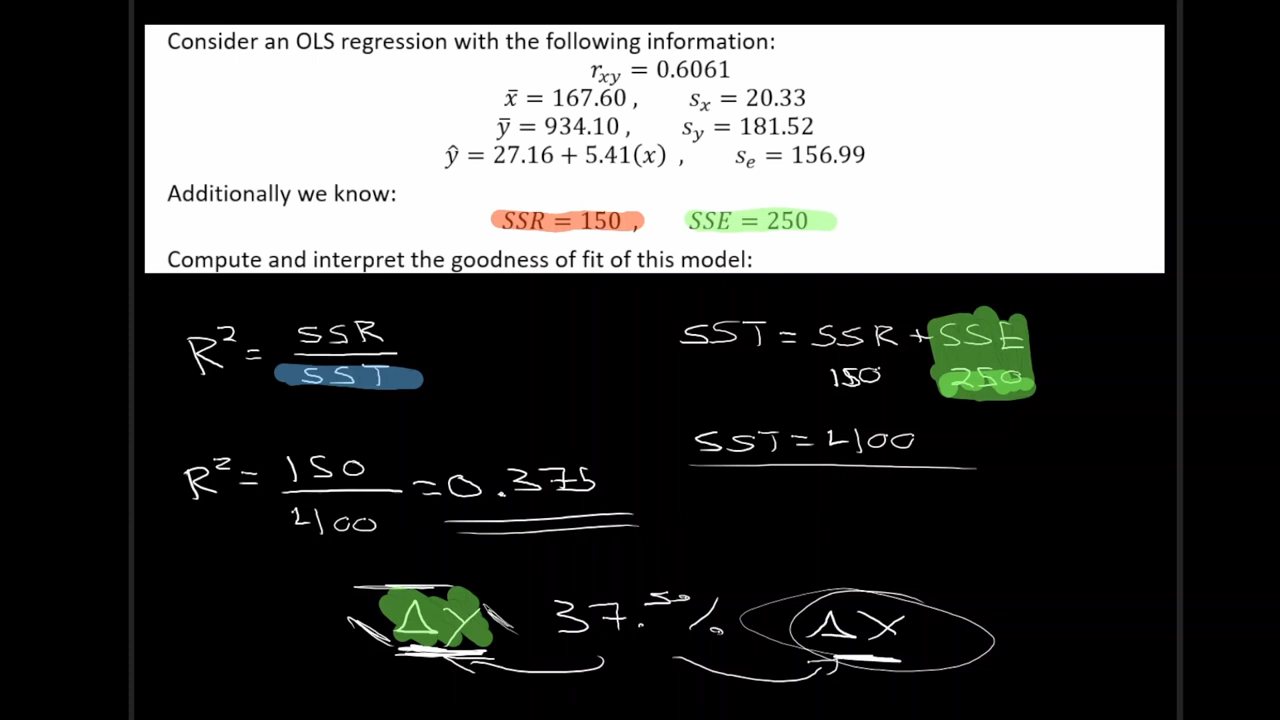 Consider an OLS regression with the following information:
r_xy = 0.6061
x̄ = 167.60 , s_x = 20.33
ȳ = 934.10 , s_y = 181.52
ŷ = 27.16 + 5.41(x) , s_e = 156.99
Additionally we know:
SSR = 150 , SSE = 250
Compute and interpret the goodness of fit of this model:
R² = SSR / SST
SST = SSR + SSE
150 250
SST = 400
R² = 150 / 400 = 0.375
ΔY 37.50% ΔX